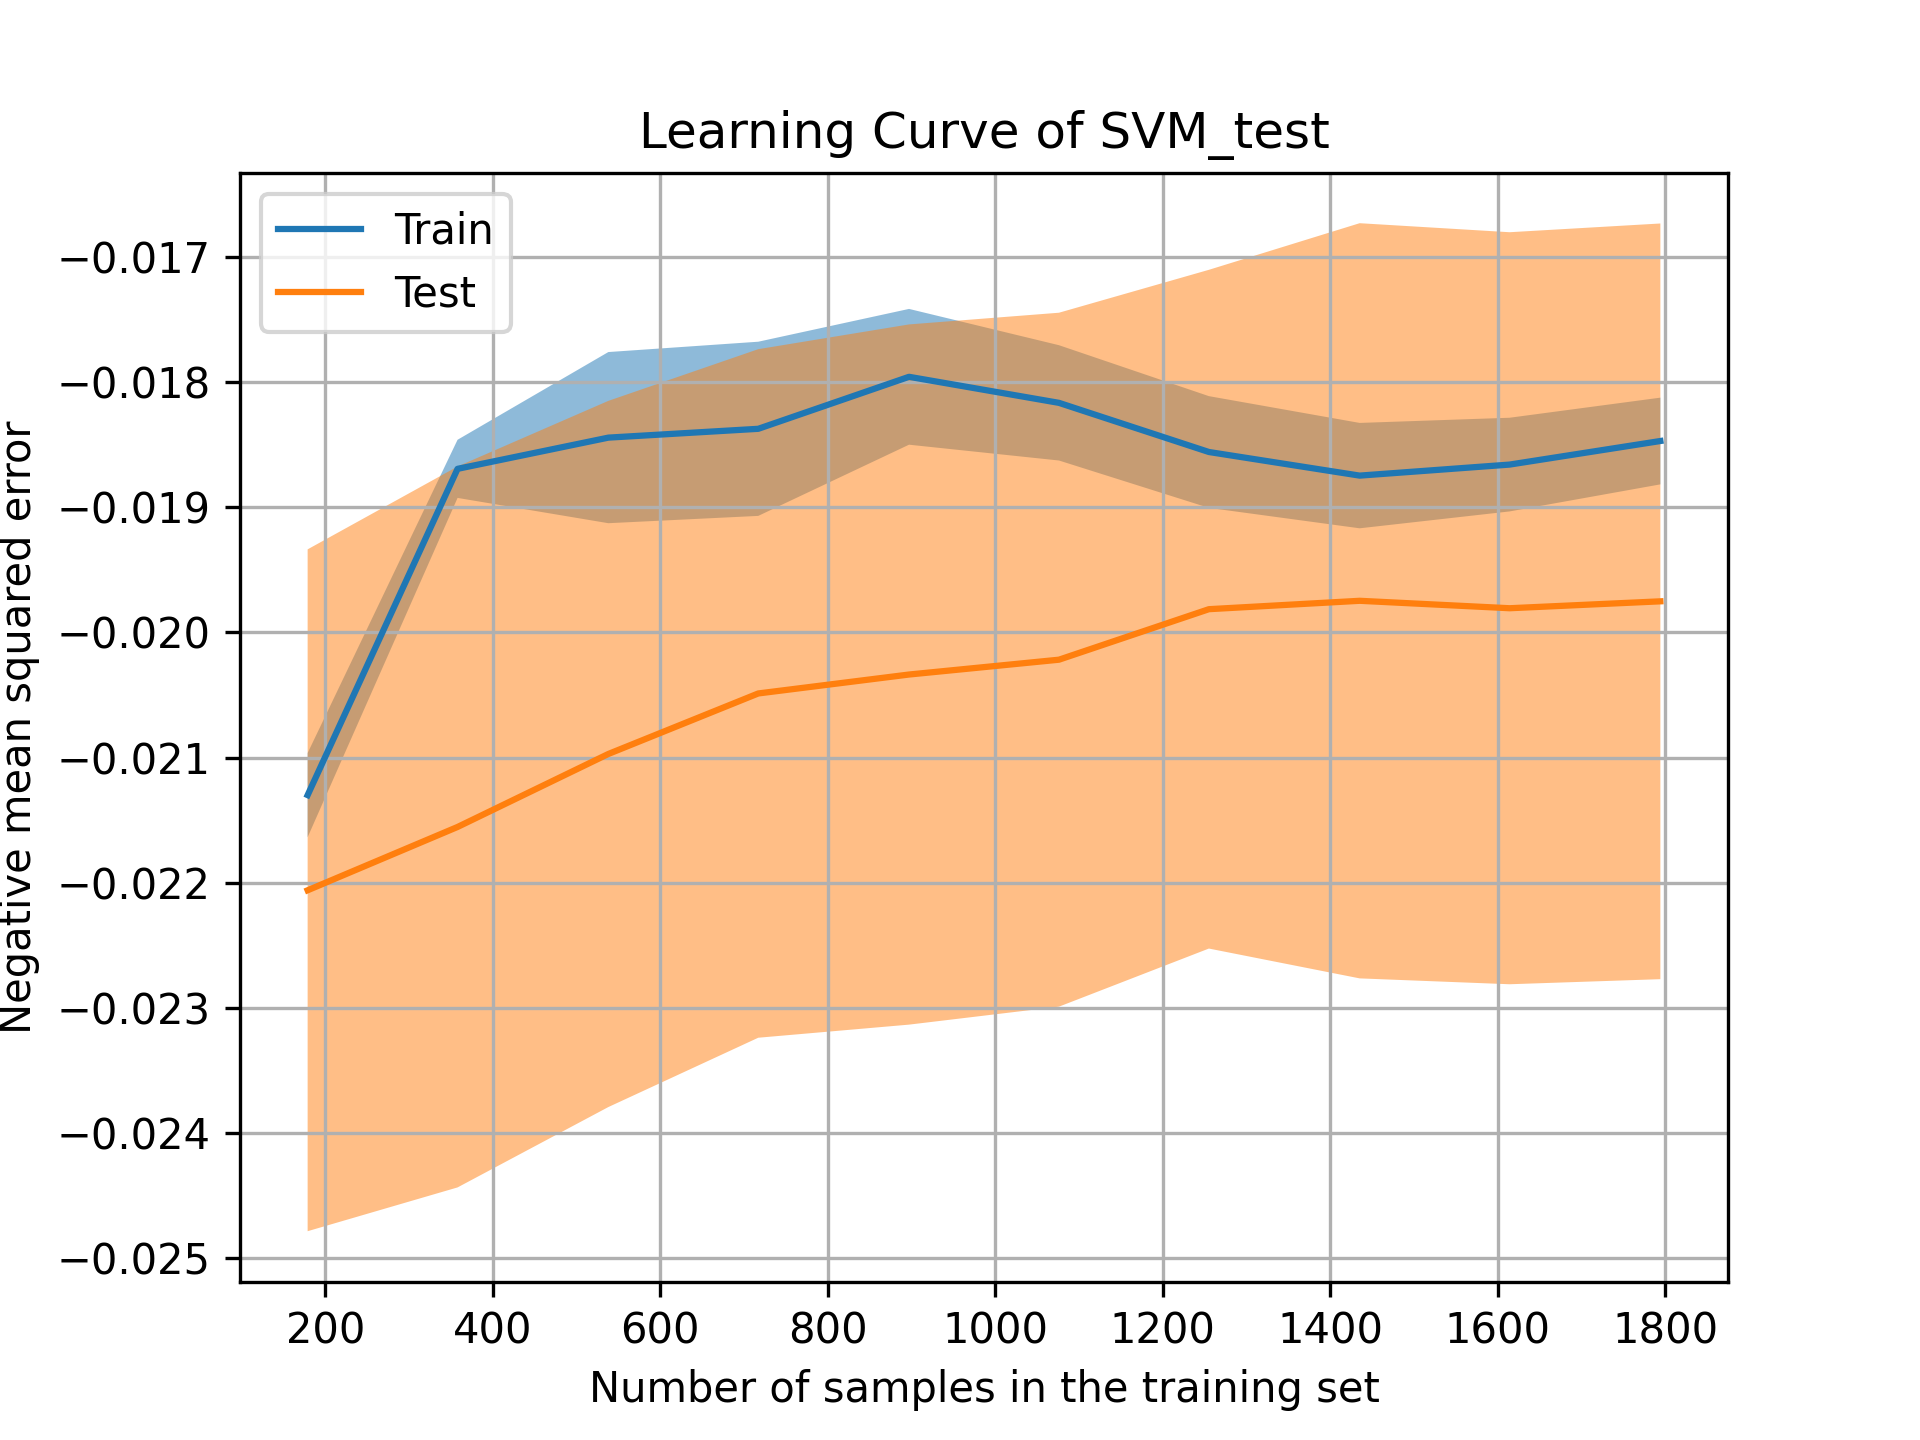 Learning Curve of SVM_test
Train
Test
−0.017
−0.018
−0.019
−0.020
−0.021
−0.022
−0.023
−0.024
−0.025
Negative mean squared error
200 400 600 800 1000 1200 1400 1600 1800
Number of samples in the training set